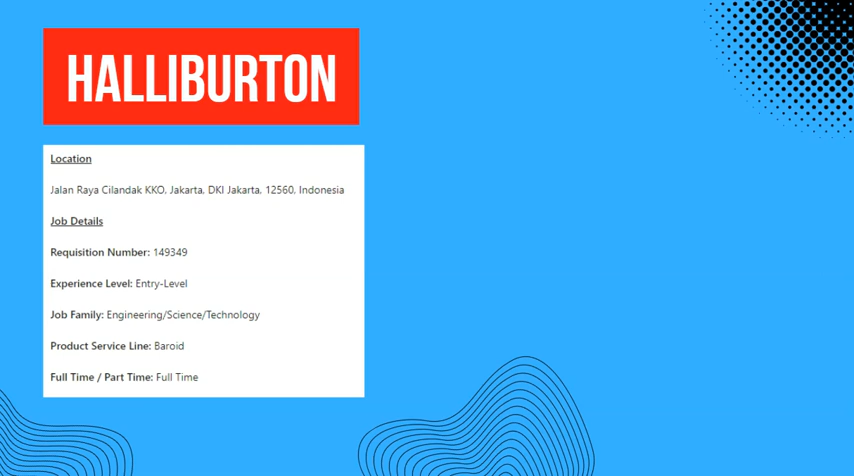 HALLIBURTON
Location
Jalan Raya Cilandak KKO, Jakarta, DKI Jakarta, 12560, Indonesia
Job Details
Requisition Number: 149349
Experience Level: Entry-Level
Job Family: Engineering/Science/Technology
Product Service Line: Baroid
Full Time / Part Time: Full Time